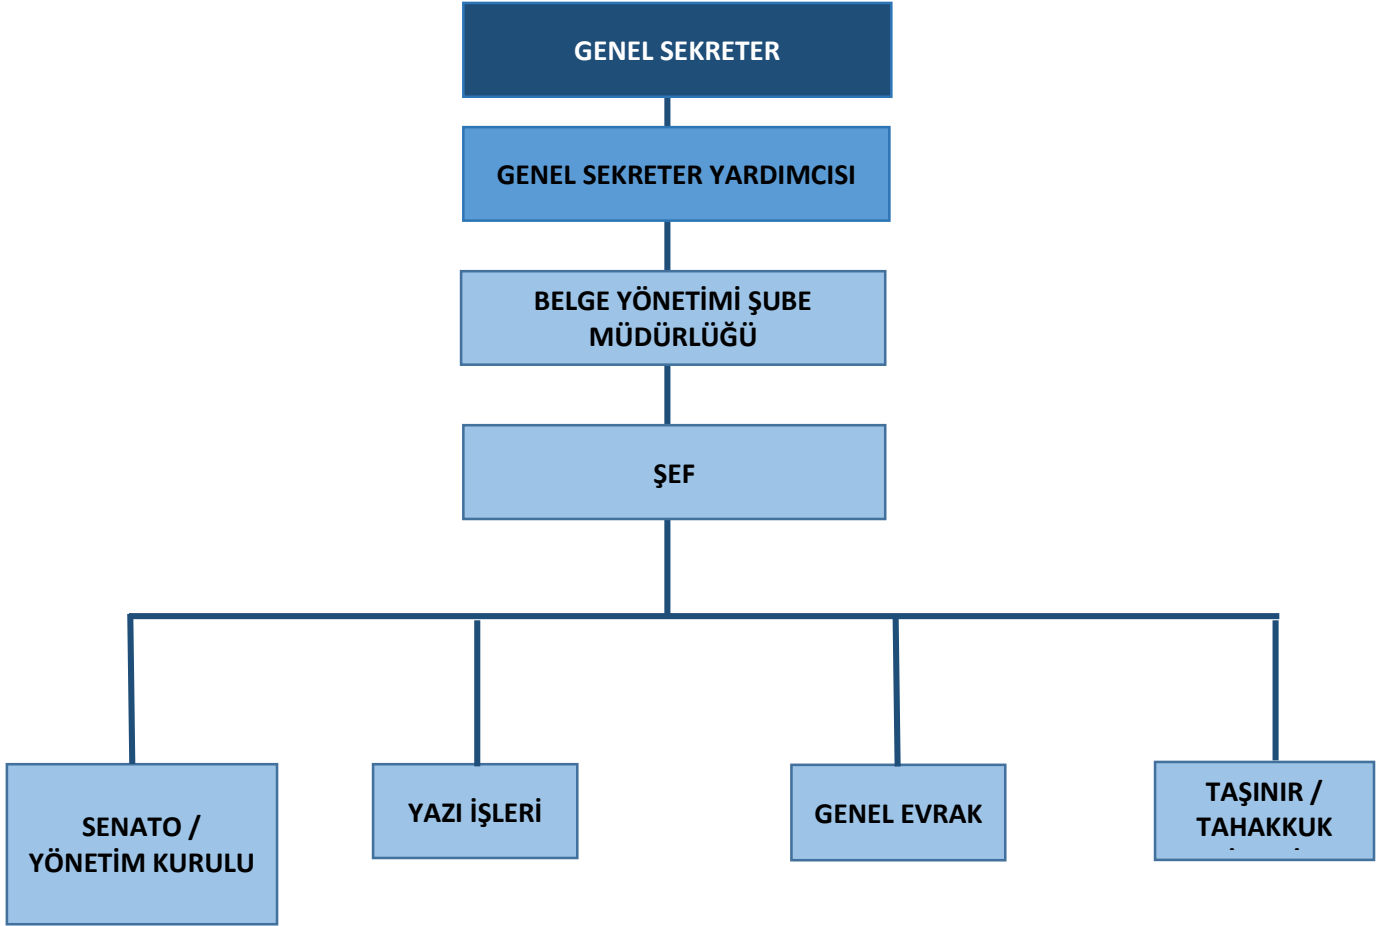 GENEL SEKRETER
GENEL SEKRETER YARDIMCISI
BELGE YÖNETİMİ ŞUBE
MÜDÜRLÜĞÜ
ŞEF
SENATO /
YÖNETİM KURULU
YAZI İŞLERİ
GENEL EVRAK
TAŞINIR /
TAHAKKUK